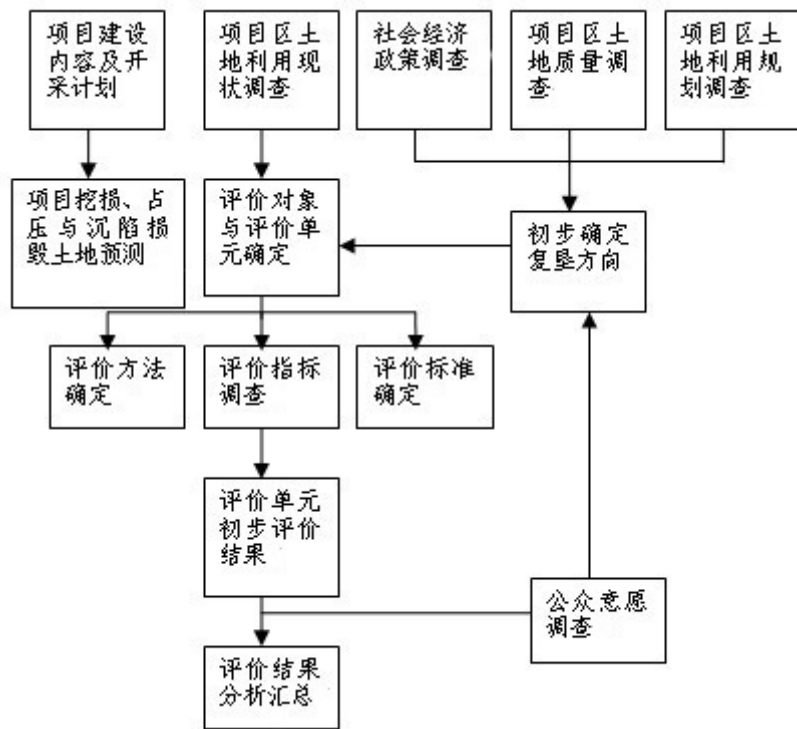 项目建设
内容及开
采计划
项目区土
地利用现
状调查
社会经济
政策调查
项目区土
地质量调
查
项目区土
地利用规
划调查
项目挖损、占
压与沉陷损
毁土地预测
评价对象
与评价单
元确定
初步确定
复垦方向
评价方法
确定
评价指标
调查
评价标准
确定
评价单元
初步评价
结果
公众意愿
调查
评价结果
分析汇总